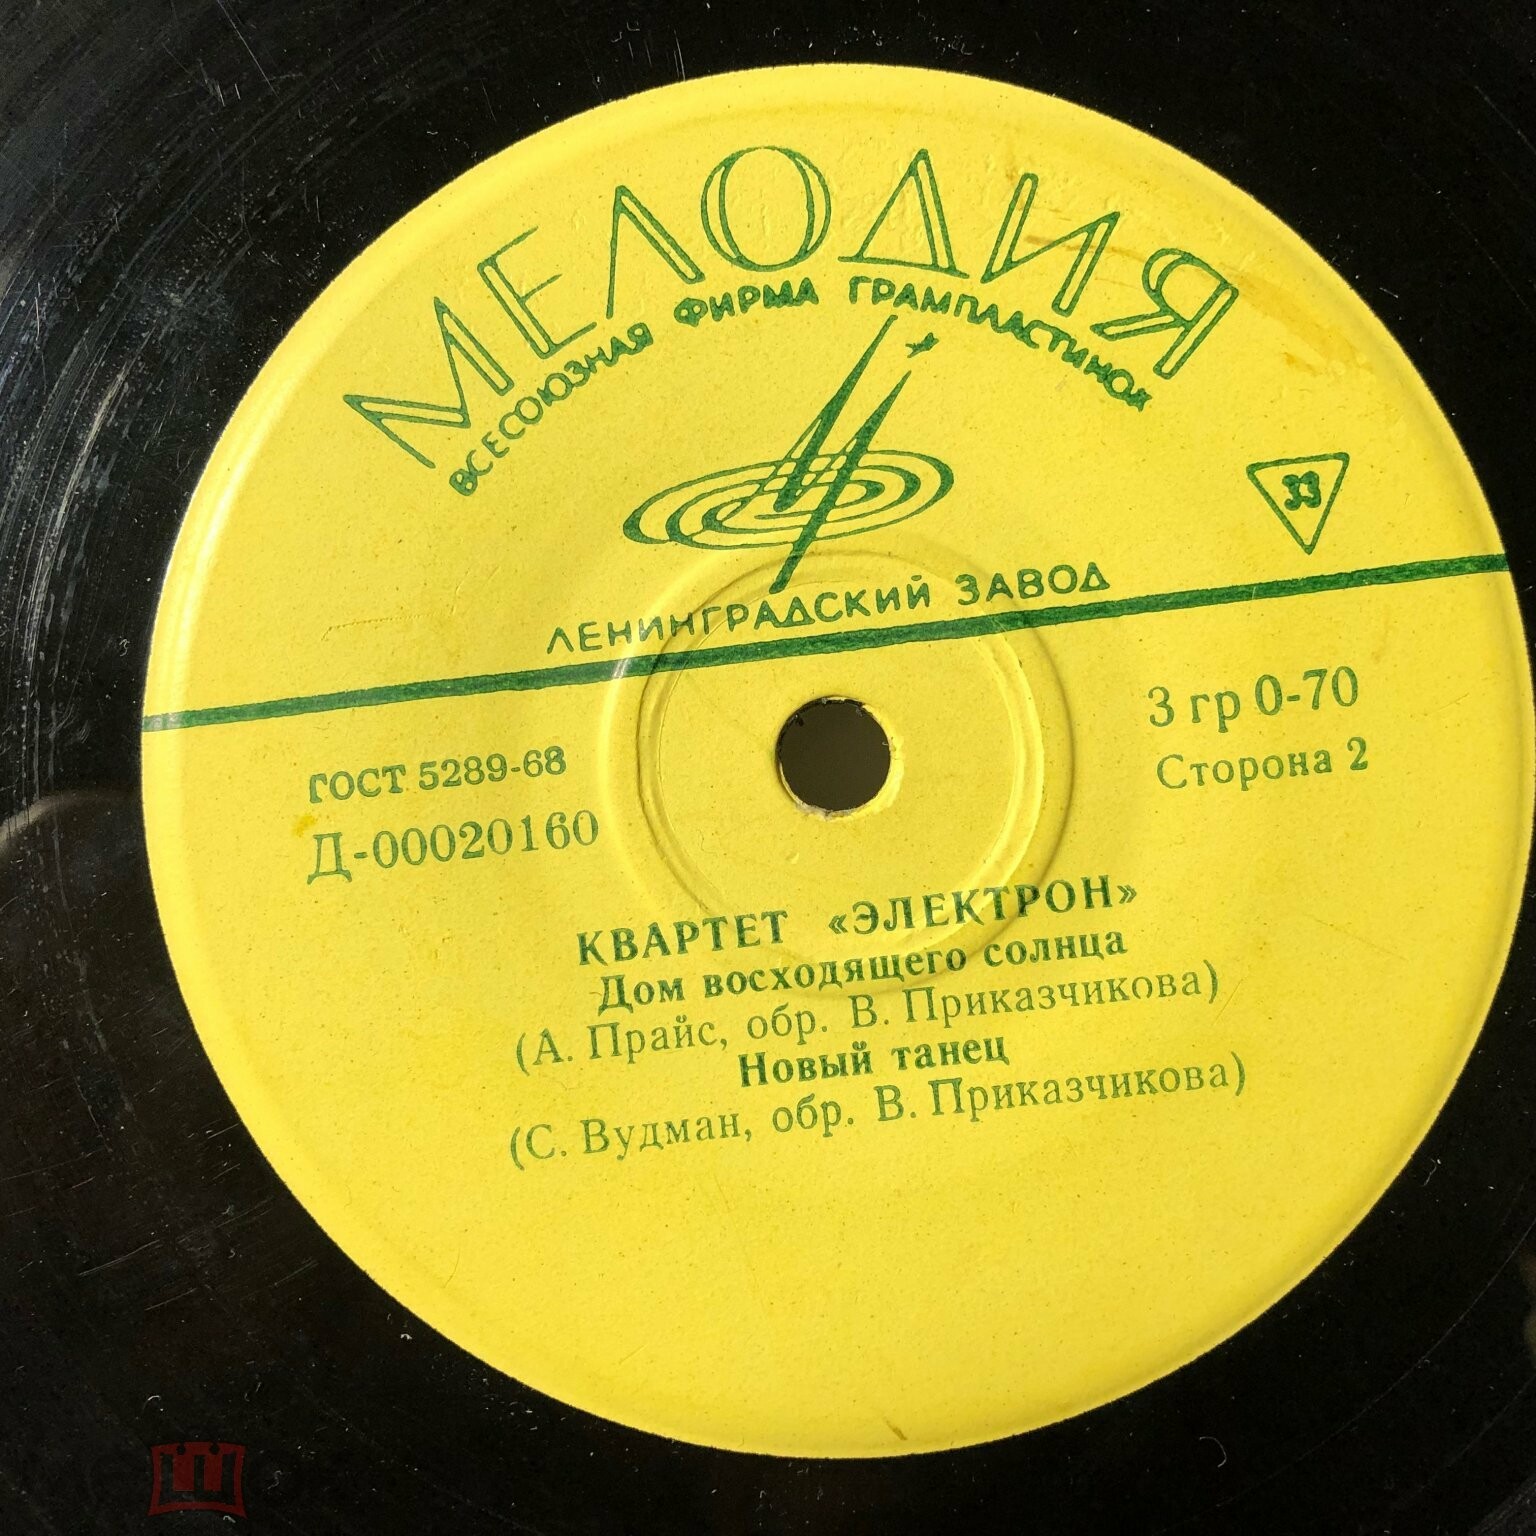 МЕЛОДИЯ
ВСЕСОЮЗНАЯ ФИРМА ГРАМПЛАСТИНОК
33
ЛЕНИНГРАДСКИЙ ЗАВОД
ГОСТ 5289-68
Д-00020160
3 гр 0-70
Сторона 2
КВАРТЕТ «ЭЛЕКТРОН»
Дом восходящего солнца
(А. Прайс, обр. В. Приказчикова)
Новый танец
(С. Вудман, обр. В. Приказчикова)